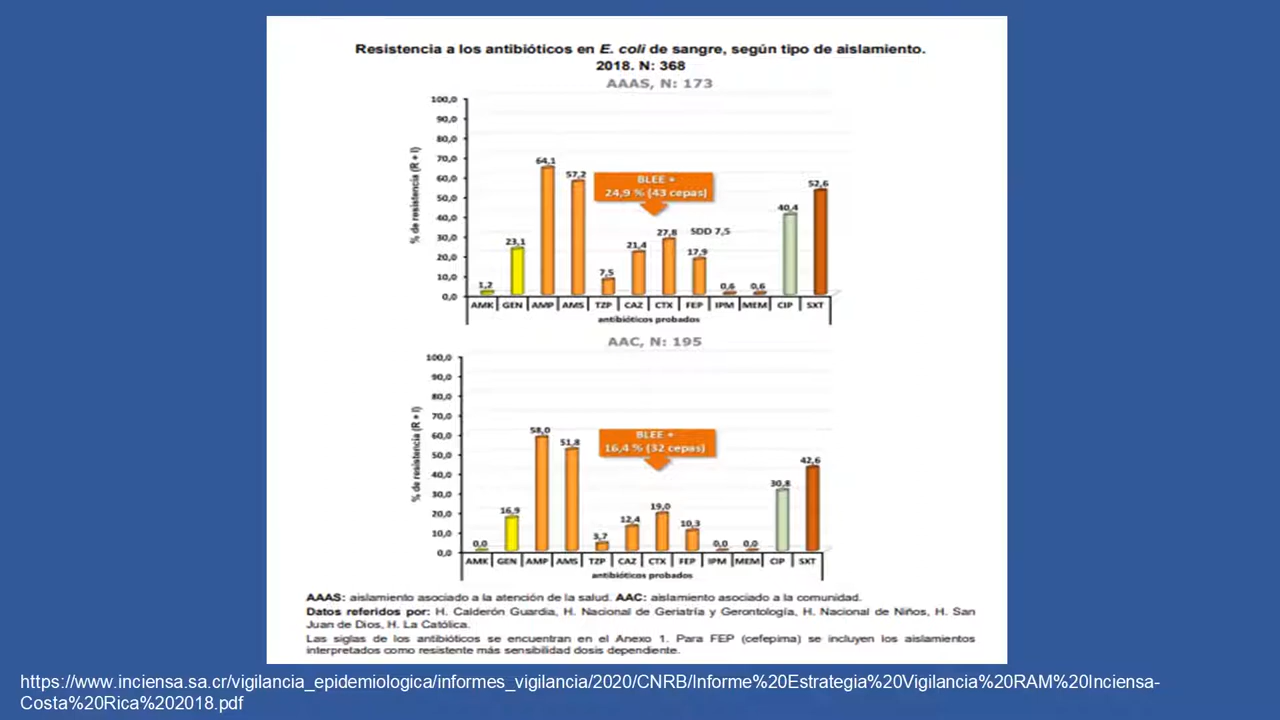 Resistencia a los antibióticos en E. coli de sangre, según tipo de aislamiento.
2018. N: 368
AAAS, N: 173
% de resistencia (R + I)
100,0
90,0
80,0
70,0
60,0
50,0
40,0
30,0
20,0
10,0
0,0
1,2
23,1
64,1
57,2
7,5
21,4
27,8
17,9
0,6
0,6
40,4
52,6
BLEE +
24,9 % (43 cepas)
SDD 7,5
AMK GEN AMP AMS TZP CAZ CTX FEP IPM MEM CIP SXT
antibióticos probados
AAC, N: 195
% de resistencia (R + I)
100,0
90,0
80,0
70,0
60,0
50,0
40,0
30,0
20,0
10,0
0,0
0,0
16,9
58,0
51,8
3,7
12,4
19,0
10,3
0,0
0,0
30,8
42,6
BLEE +
16,4 % (32 cepas)
AMK GEN AMP AMS TZP CAZ CTX FEP IPM MEM CIP SXT
antibióticos probados
AAAS: aislamiento asociado a la atención de la salud. AAC: aislamiento asociado a la comunidad.
Datos referidos por: H. Calderón Guardia, H. Nacional de Geriatría y Gerontología, H. Nacional de Niños, H. San
Juan de Dios, H. La Católica.
Las siglas de los antibióticos se encuentran en el Anexo 1. Para FEP (cefepima) se incluyen los aislamientos
interpretados como resistente más sensibilidad dosis dependiente.
https://www.inciensa.sa.cr/vigilancia_epidemiologica/informes_vigilancia/2020/CNRB/Informe%20Estrategia%20Vigilancia%20RAM%20Inciensa-
Costa%20Rica%202018.pdf